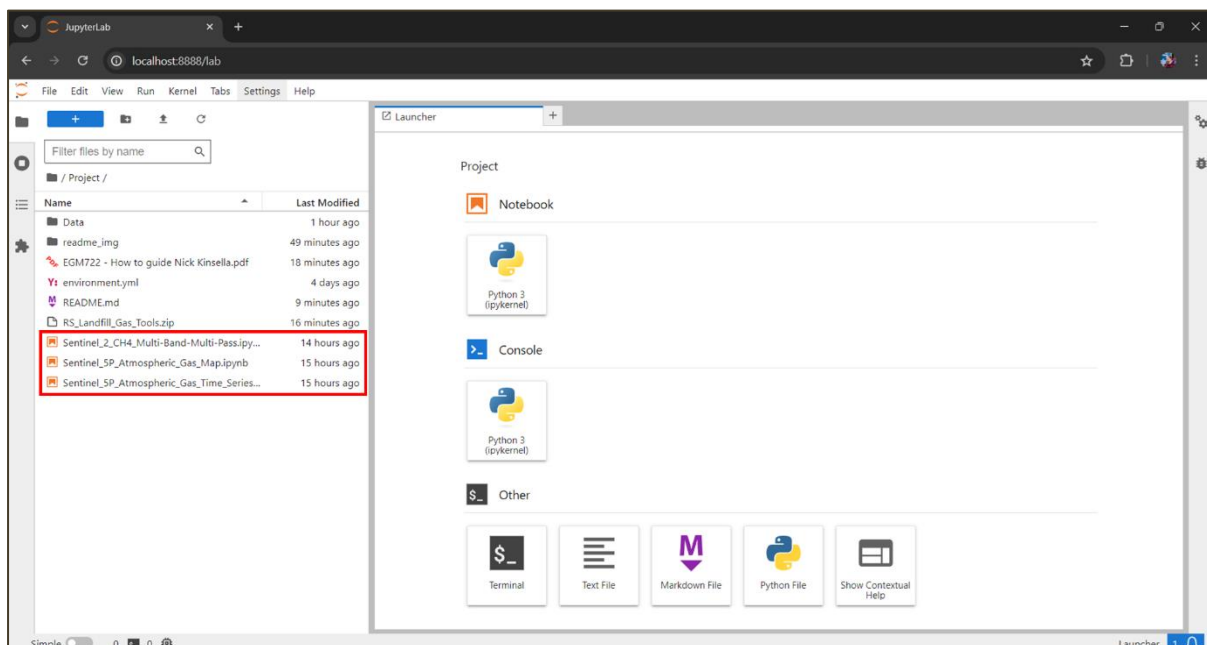 JupyterLab
localhost:8888/lab
File Edit View Run Kernel Tabs Settings Help
Filter files by name
/ Project /
Name Last Modified
Data 1 hour ago
readme_img 49 minutes ago
EGM722 - How to guide Nick Kinsella.pdf 18 minutes ago
Y: environment.yml 4 days ago
README.md 9 minutes ago
RS_Landfill_Gas_Tools.zip 16 minutes ago
Sentinel_2_CH4_Multi-Band-Multi-Pass.ipy... 14 hours ago
Sentinel_5P_Atmospheric_Gas_Map.ipynb 15 hours ago
Sentinel_5P_Atmospheric_Gas_Time_Series... 15 hours ago
Launcher
Project
Notebook
Python 3
(ipykernel)
Console
Python 3
(ipykernel)
$_ Other
$_
M
Terminal Text File Markdown File Python File Show Contextual
Help
Simple 0 $_ 0
Launcher 1